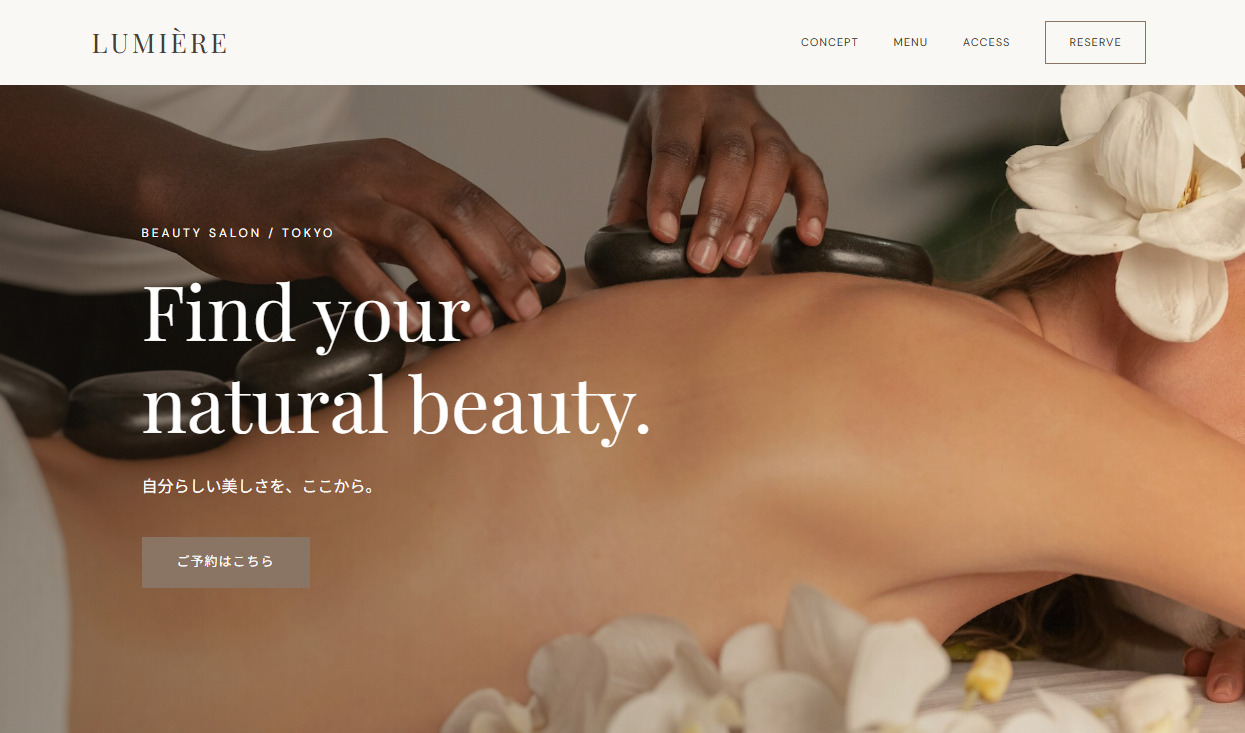 LUMIÈRE
CONCEPT
MENU
ACCESS
RESERVE
BEAUTY SALON / TOKYO
Find your
natural beauty.
自分らしい美しさを、ここから。
ご予約はこちら